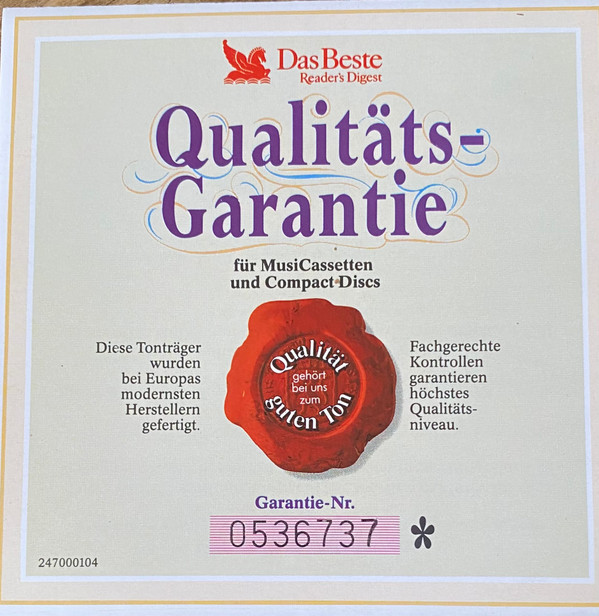 Das Beste
Reader's Digest
Qualitäts-
Garantie
für MusiCassetten
und Compact Discs
Diese Tonträger
wurden
bei Europas
modernsten
Herstellern
gefertigt.
Qualität
gehört
bei uns
zum
guten Ton
Fachgerechte
Kontrollen
garantieren
höchstes
Qualitäts-
niveau.
Garantie-Nr.
0536737 *
247000104